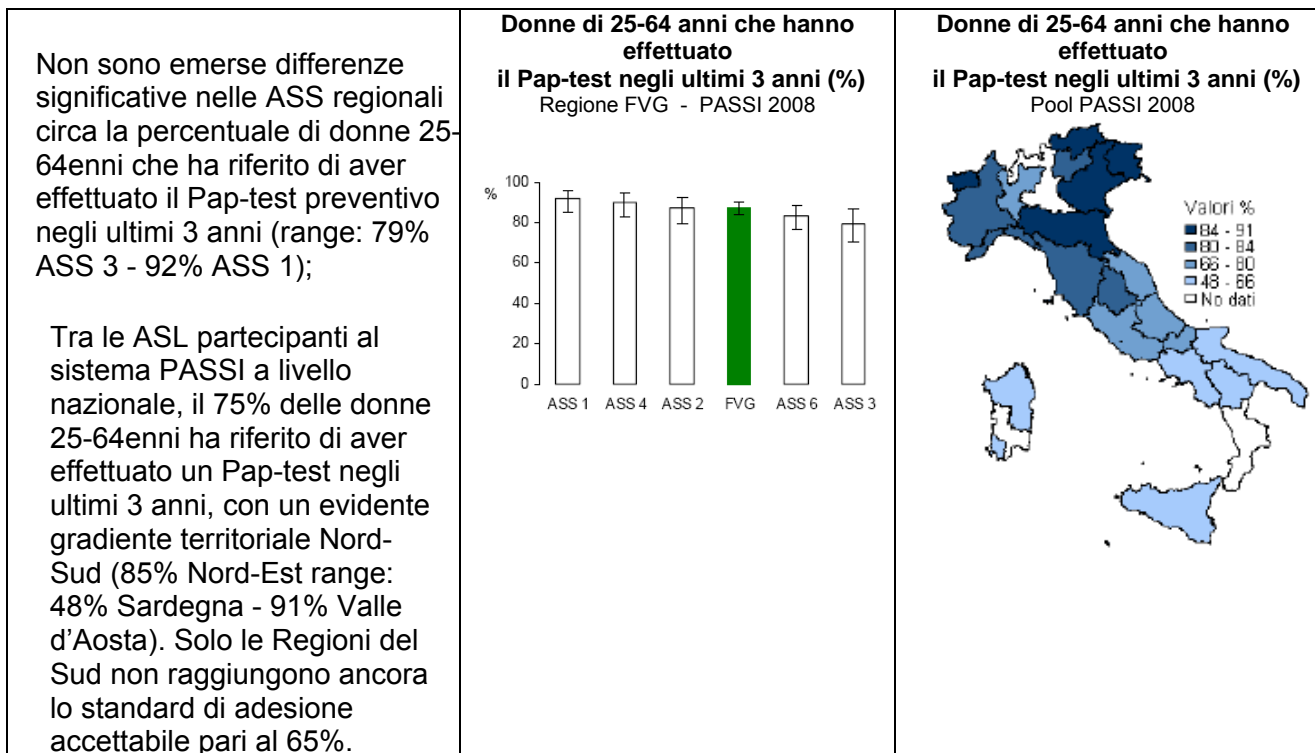 Non sono emerse differenze
significative nelle ASS regionali
circa la percentuale di donne 25-
64enni che ha riferito di aver
effettuato il Pap-test preventivo
negli ultimi 3 anni (range: 79%
ASS 3 - 92% ASS 1);
Tra le ASL partecipanti al
sistema PASSI a livello
nazionale, il 75% delle donne
25-64enni ha riferito di aver
effettuato un Pap-test negli
ultimi 3 anni, con un evidente
gradiente territoriale Nord-
Sud (85% Nord-Est range:
48% Sardegna - 91% Valle
d'Aosta). Solo le Regioni del
Sud non raggiungono ancora
lo standard di adesione
accettabile pari al 65%.
Donne di 25-64 anni che hanno
effettuato
il Pap-test negli ultimi 3 anni (%)
Regione FVG - PASSI 2008
%
100
80
60
40
20
0
ASS 1 ASS 4 ASS 2 FVG ASS 6 ASS 3
Donne di 25-64 anni che hanno
effettuato
il Pap-test negli ultimi 3 anni (%)
Pool PASSI 2008
Valori %
84 - 91
80 - 84
66 - 80
48 - 66
No dati